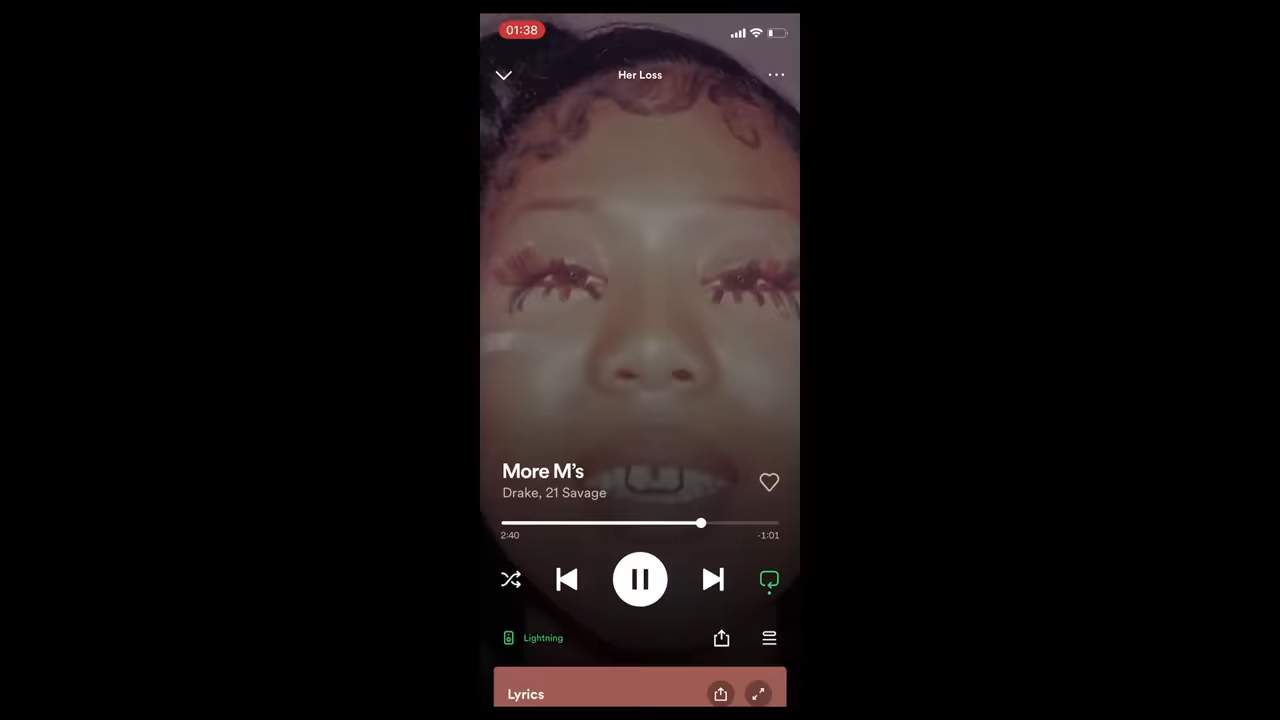 01:38
Her Loss
More M's
Drake, 21 Savage
2:40
-1:01
Lightning
Lyrics